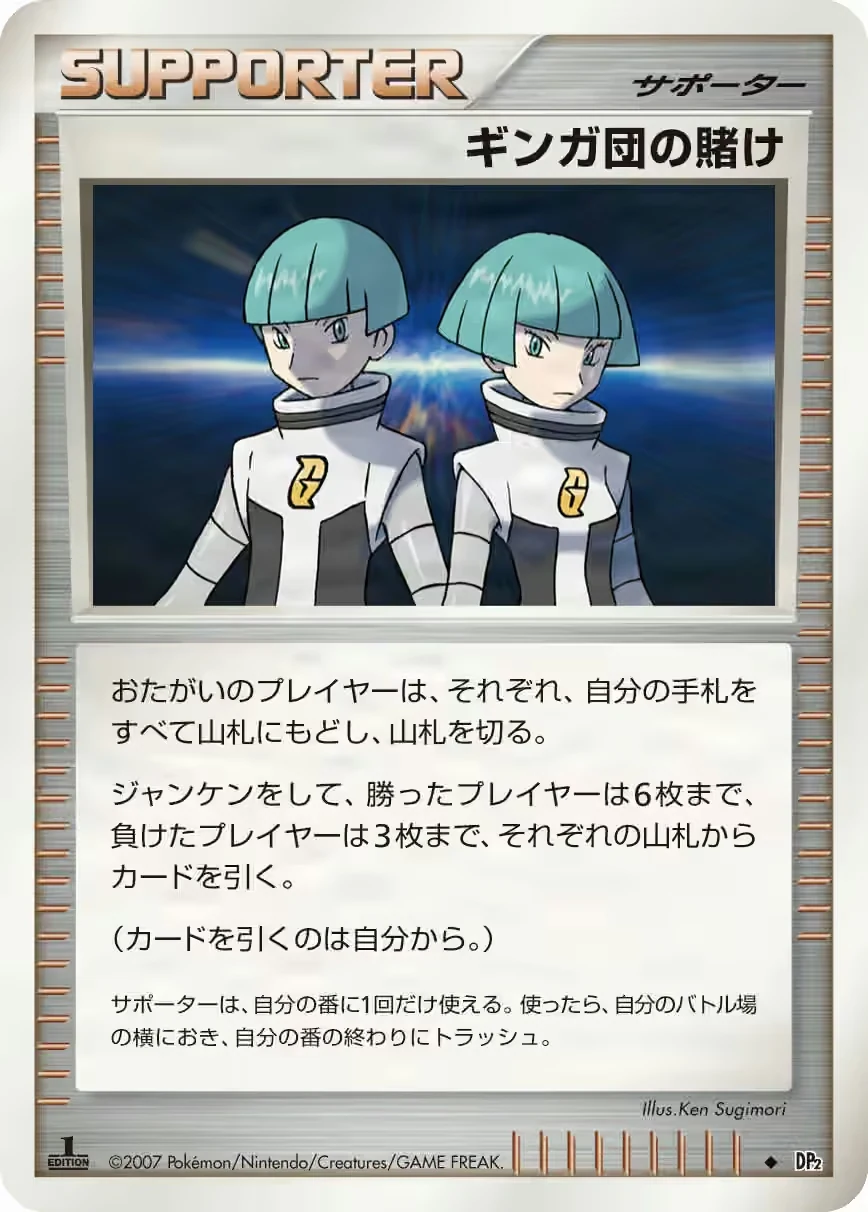 SUPPORTER
サポーター
ギンガ団の賭け
G
G
おたがいのプレイヤーは、それぞれ、自分の手札を
すべて山札にもどし、山札を切る。
ジャンケンをして、勝ったプレイヤーは6枚まで、
負けたプレイヤーは3枚まで、それぞれの山札から
カードを引く。
(カードを引くのは自分から。)
サポーターは、自分の番に1回だけ使える。使ったら、自分のバトル場
の横におき、自分の番の終わりにトラッシュ。
Illus.Ken Sugimori
1
EDITION
©2007 Pokémon/Nintendo/Creatures/GAME FREAK.
◆ DP2